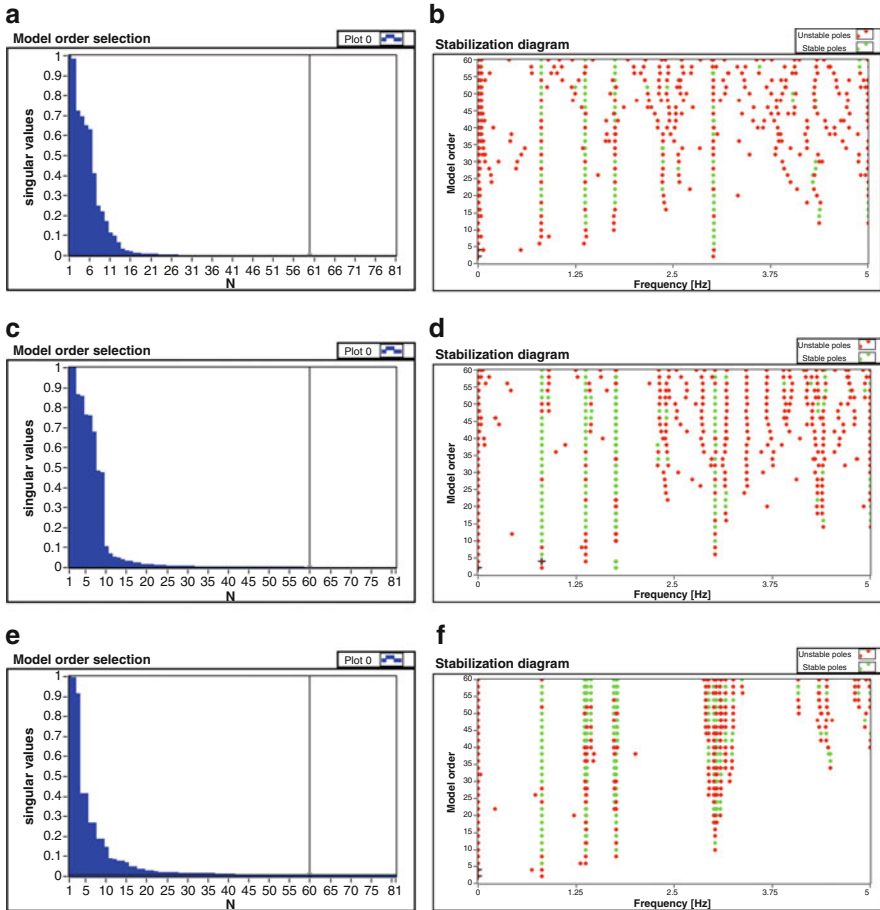 a
Model order selection
Plot 0
singular values
1
0.9
0.8
0.7
0.6
0.5
0.4
0.3
0.2
0.1
0
1 6 11 16 21 26 31 36 41 46 51 56 61 66 71 76 81
N
b
Unstable poles
Stable poles
Stabilization diagram
Model order
60
55
50
45
40
35
30
25
20
15
10
5
0
0 1.25 2.5 3.75 5
Frequency [Hz]
c
Model order selection
Plot 0
singular values
1
0.9
0.8
0.7
0.6
0.5
0.4
0.3
0.2
0.1
0
1 5 10 15 20 25 30 35 40 45 50 55 60 65 70 75 81
N
d
Unstable poles
Stable poles
Stabilization diagram
Model order
60
55
50
45
40
35
30
25
20
15
10
5
0
0 1.25 2.5 3.75 5
Frequency [Hz]
e
Model order selection
Plot 0
singular values
1
0.9
0.8
0.7
0.6
0.5
0.4
0.3
0.2
0.1
0
1 5 10 15 20 25 30 35 40 45 50 55 60 65 70 75 81
N
f
Unstable poles
Stable poles
Stabilization diagram
Model order
60
55
50
45
40
35
30
25
20
15
10
5
0
0 1.25 2.5 3.75 5
Frequency [Hz]